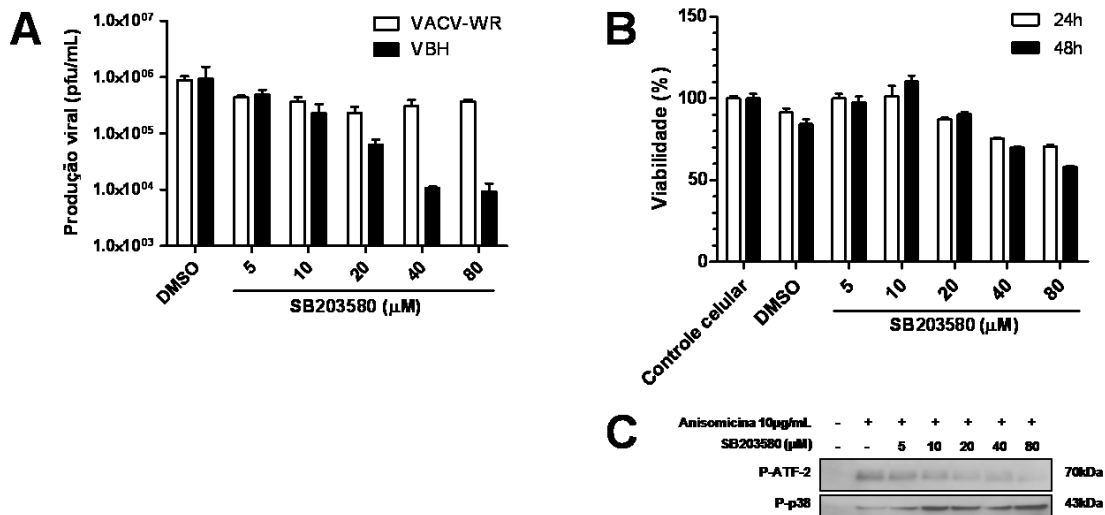 A
Produção viral (pfu/mL)
1.0x10⁰⁷
1.0x10⁰⁶
1.0x10⁰⁵
1.0x10⁰⁴
1.0x10⁰³
VACV-WR
VBH
DMSO
5
10
20
40
80
SB203580 (μM)
B
Viabilidade (%)
150
100
50
0
24h
48h
Controle celular
DMSO
5
10
20
40
80
SB203580 (μM)
C
Anisomicina 10μg/mL - + + + + + +
SB203580 (μM) - - 5 10 20 40 80
P-ATF-2 70kDa
P-p38 43kDa